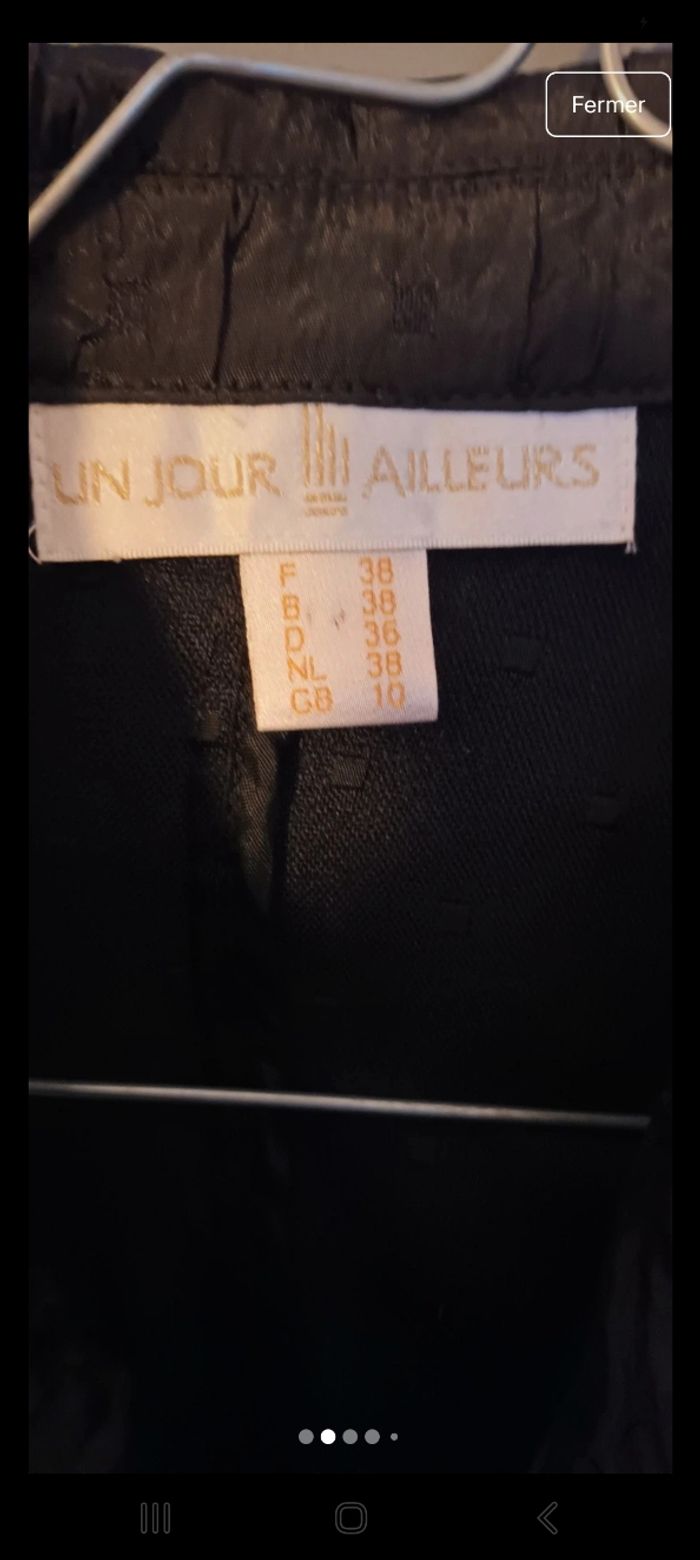 Fermer
UN JOUR AILLEURS
F 38
B 38
D 36
NL 38
GB 10